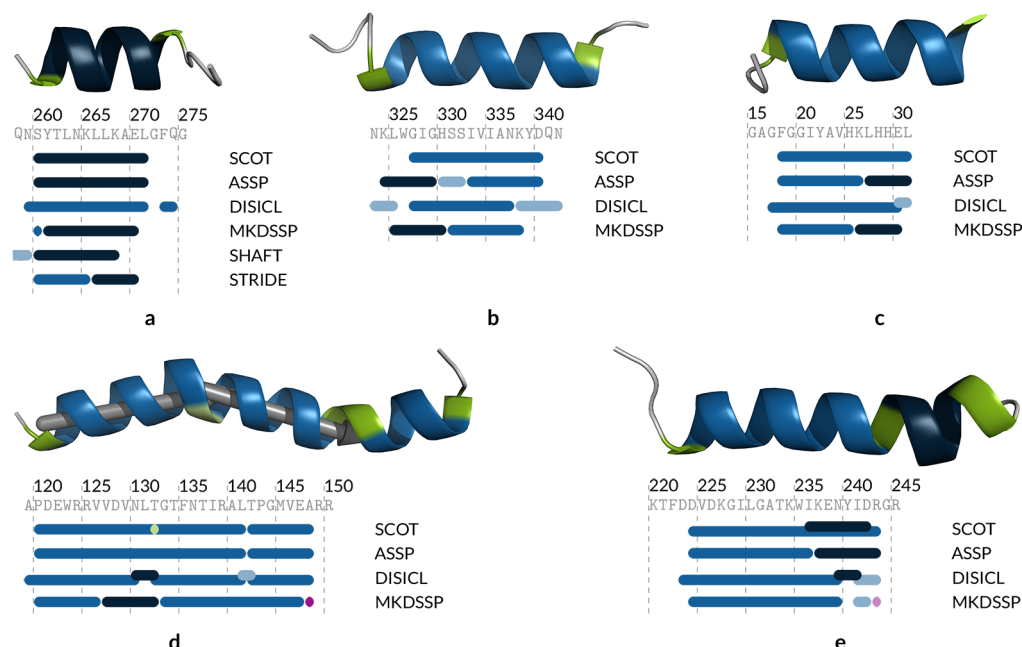 260 265 270 275
QNSYTLNKLLKAELGFQG
SCOT
ASSP
DISICL
MKDSSP
SHAFT
STRIDE
a
325 330 335 340
NKLWGIGHSSIVIANKYDQN
SCOT
ASSP
DISICL
MKDSSP
b
15 20 25 30
GAGFGGIYAVHKLHHEL
SCOT
ASSP
DISICL
MKDSSP
c
120 125 130 135 140 145 150
APDEWRRVVDVNLTGTFNTIRALTPGMVEARR
SCOT
ASSP
DISICL
MKDSSP
d
220 225 230 235 240 245
KTFDDVDKGILGATKWIKENYIDRGR
SCOT
ASSP
DISICL
MKDSSP
e